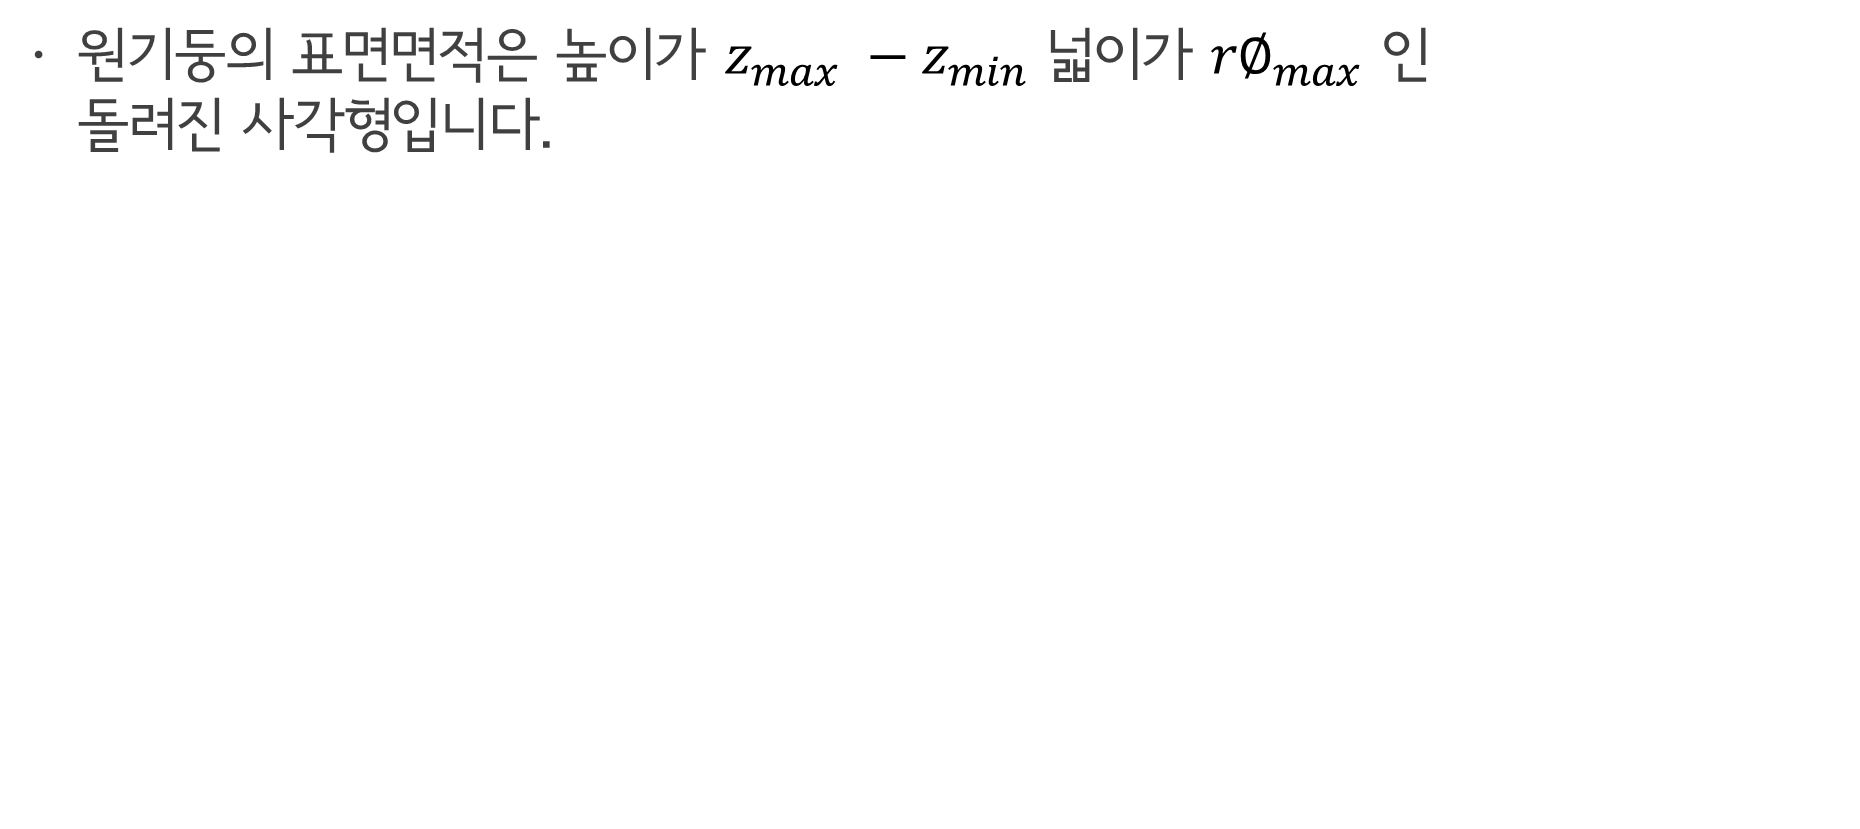 · 원기둥의 표면면적은 높이가 z_max − z_min 넓이가 r∅_max 인
돌려진 사각형입니다.